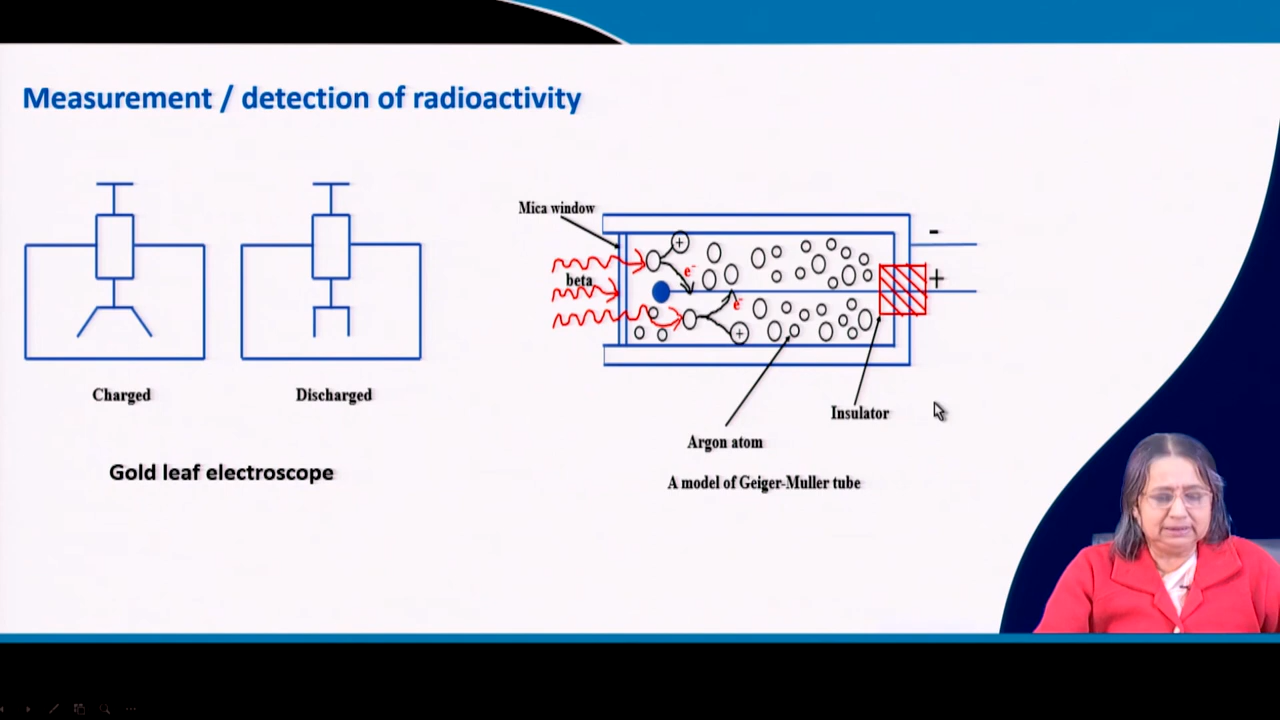 Measurement / detection of radioactivity
Mica window
beta
e-
e-
+
+
-
+
Charged
Discharged
Insulator
Argon atom
Gold leaf electroscope
A model of Geiger-Muller tube